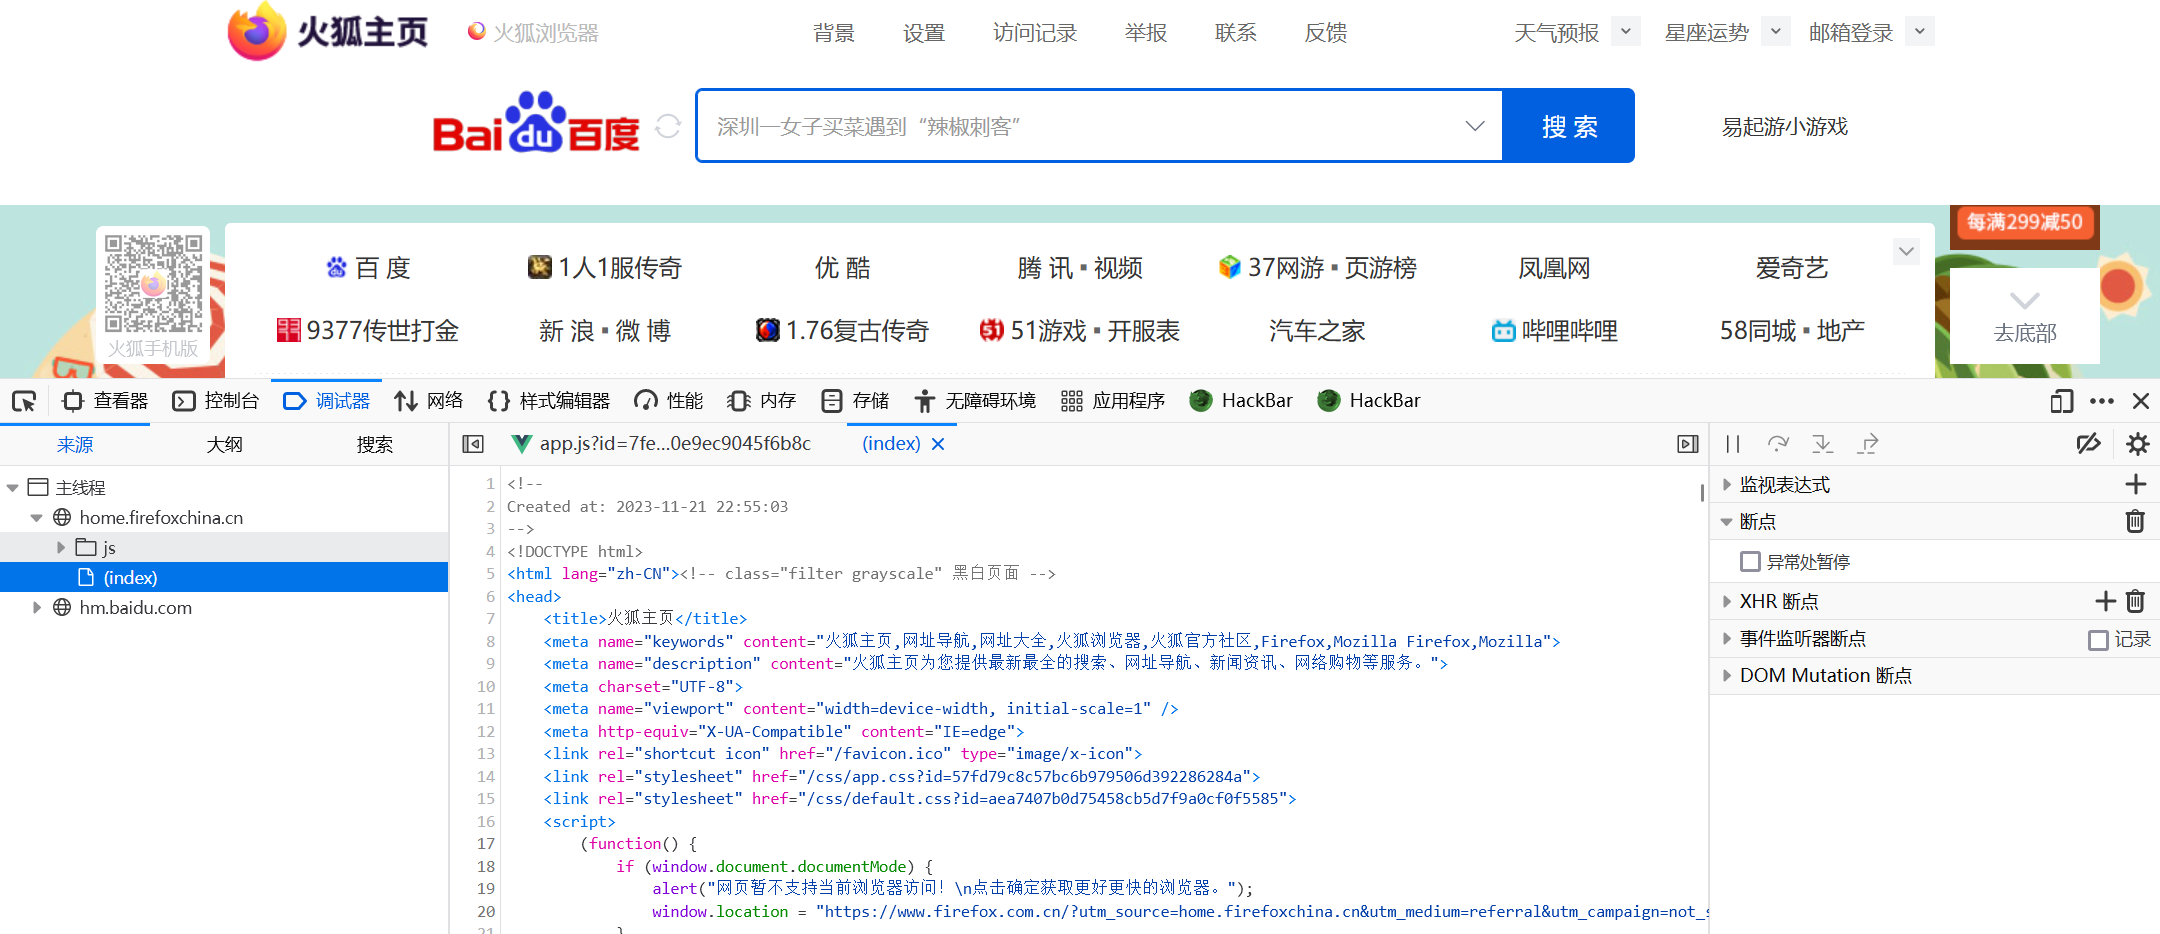 火狐主页 火狐浏览器 背景 设置 访问记录 举报 联系 反馈 天气预报 星座运势 邮箱登录
Bai du 百度 深圳一女子买菜遇到“辣椒刺客” 搜 索 易起游小游戏
每满299减50
百 度 1人1服传奇 优 酷 腾 讯 ▪ 视频 37网游 ▪ 页游榜 凤凰网 爱奇艺
9377传世打金 新 浪 ▪ 微 博 1.76复古传奇 51游戏 ▪ 开服表 汽车之家 哔哩哔哩 58同城 ▪ 地产
火狐手机版
去底部
查看器 控制台 调试器 网络 样式编辑器 性能 内存 存储 无障碍环境 应用程序 HackBar HackBar
来源 大纲 搜索 app.js?id=7fe…0e9ec9045f6b8c (index)
主线程
home.firefoxchina.cn
js
(index)
hm.baidu.com
1 <!--
2 Created at: 2023-11-21 22:55:03
3 -->
4 <!DOCTYPE html>
5 <html lang="zh-CN"><!-- class="filter grayscale" 黑白页面 -->
6 <head>
7 <title>火狐主页</title>
8 <meta name="keywords" content="火狐主页,网址导航,网址大全,火狐浏览器,火狐官方社区,Firefox,Mozilla Firefox,Mozilla">
9 <meta name="description" content="火狐主页为您提供最新最全的搜索、网址导航、新闻资讯、网络购物等服务。">
10 <meta charset="UTF-8">
11 <meta name="viewport" content="width=device-width, initial-scale=1" />
12 <meta http-equiv="X-UA-Compatible" content="IE=edge">
13 <link rel="shortcut icon" href="/favicon.ico" type="image/x-icon">
14 <link rel="stylesheet" href="/css/app.css?id=57fd79c8c57bc6b979506d392286284a">
15 <link rel="stylesheet" href="/css/default.css?id=aea7407b0d75458cb5d7f9a0cf0f5585">
16 <script>
17 (function() {
18 if (window.document.documentMode) {
19 alert("网页暂不支持当前浏览器访问！\n点击确定获取更好更快的浏览器。");
20 window.location = "https://www.firefox.com.cn/?utm_source=home.firefoxchina.cn&utm_medium=referral&utm_campaign=not_s
21 }
监视表达式
断点
异常处暂停
XHR 断点
事件监听器断点 记录
DOM Mutation 断点